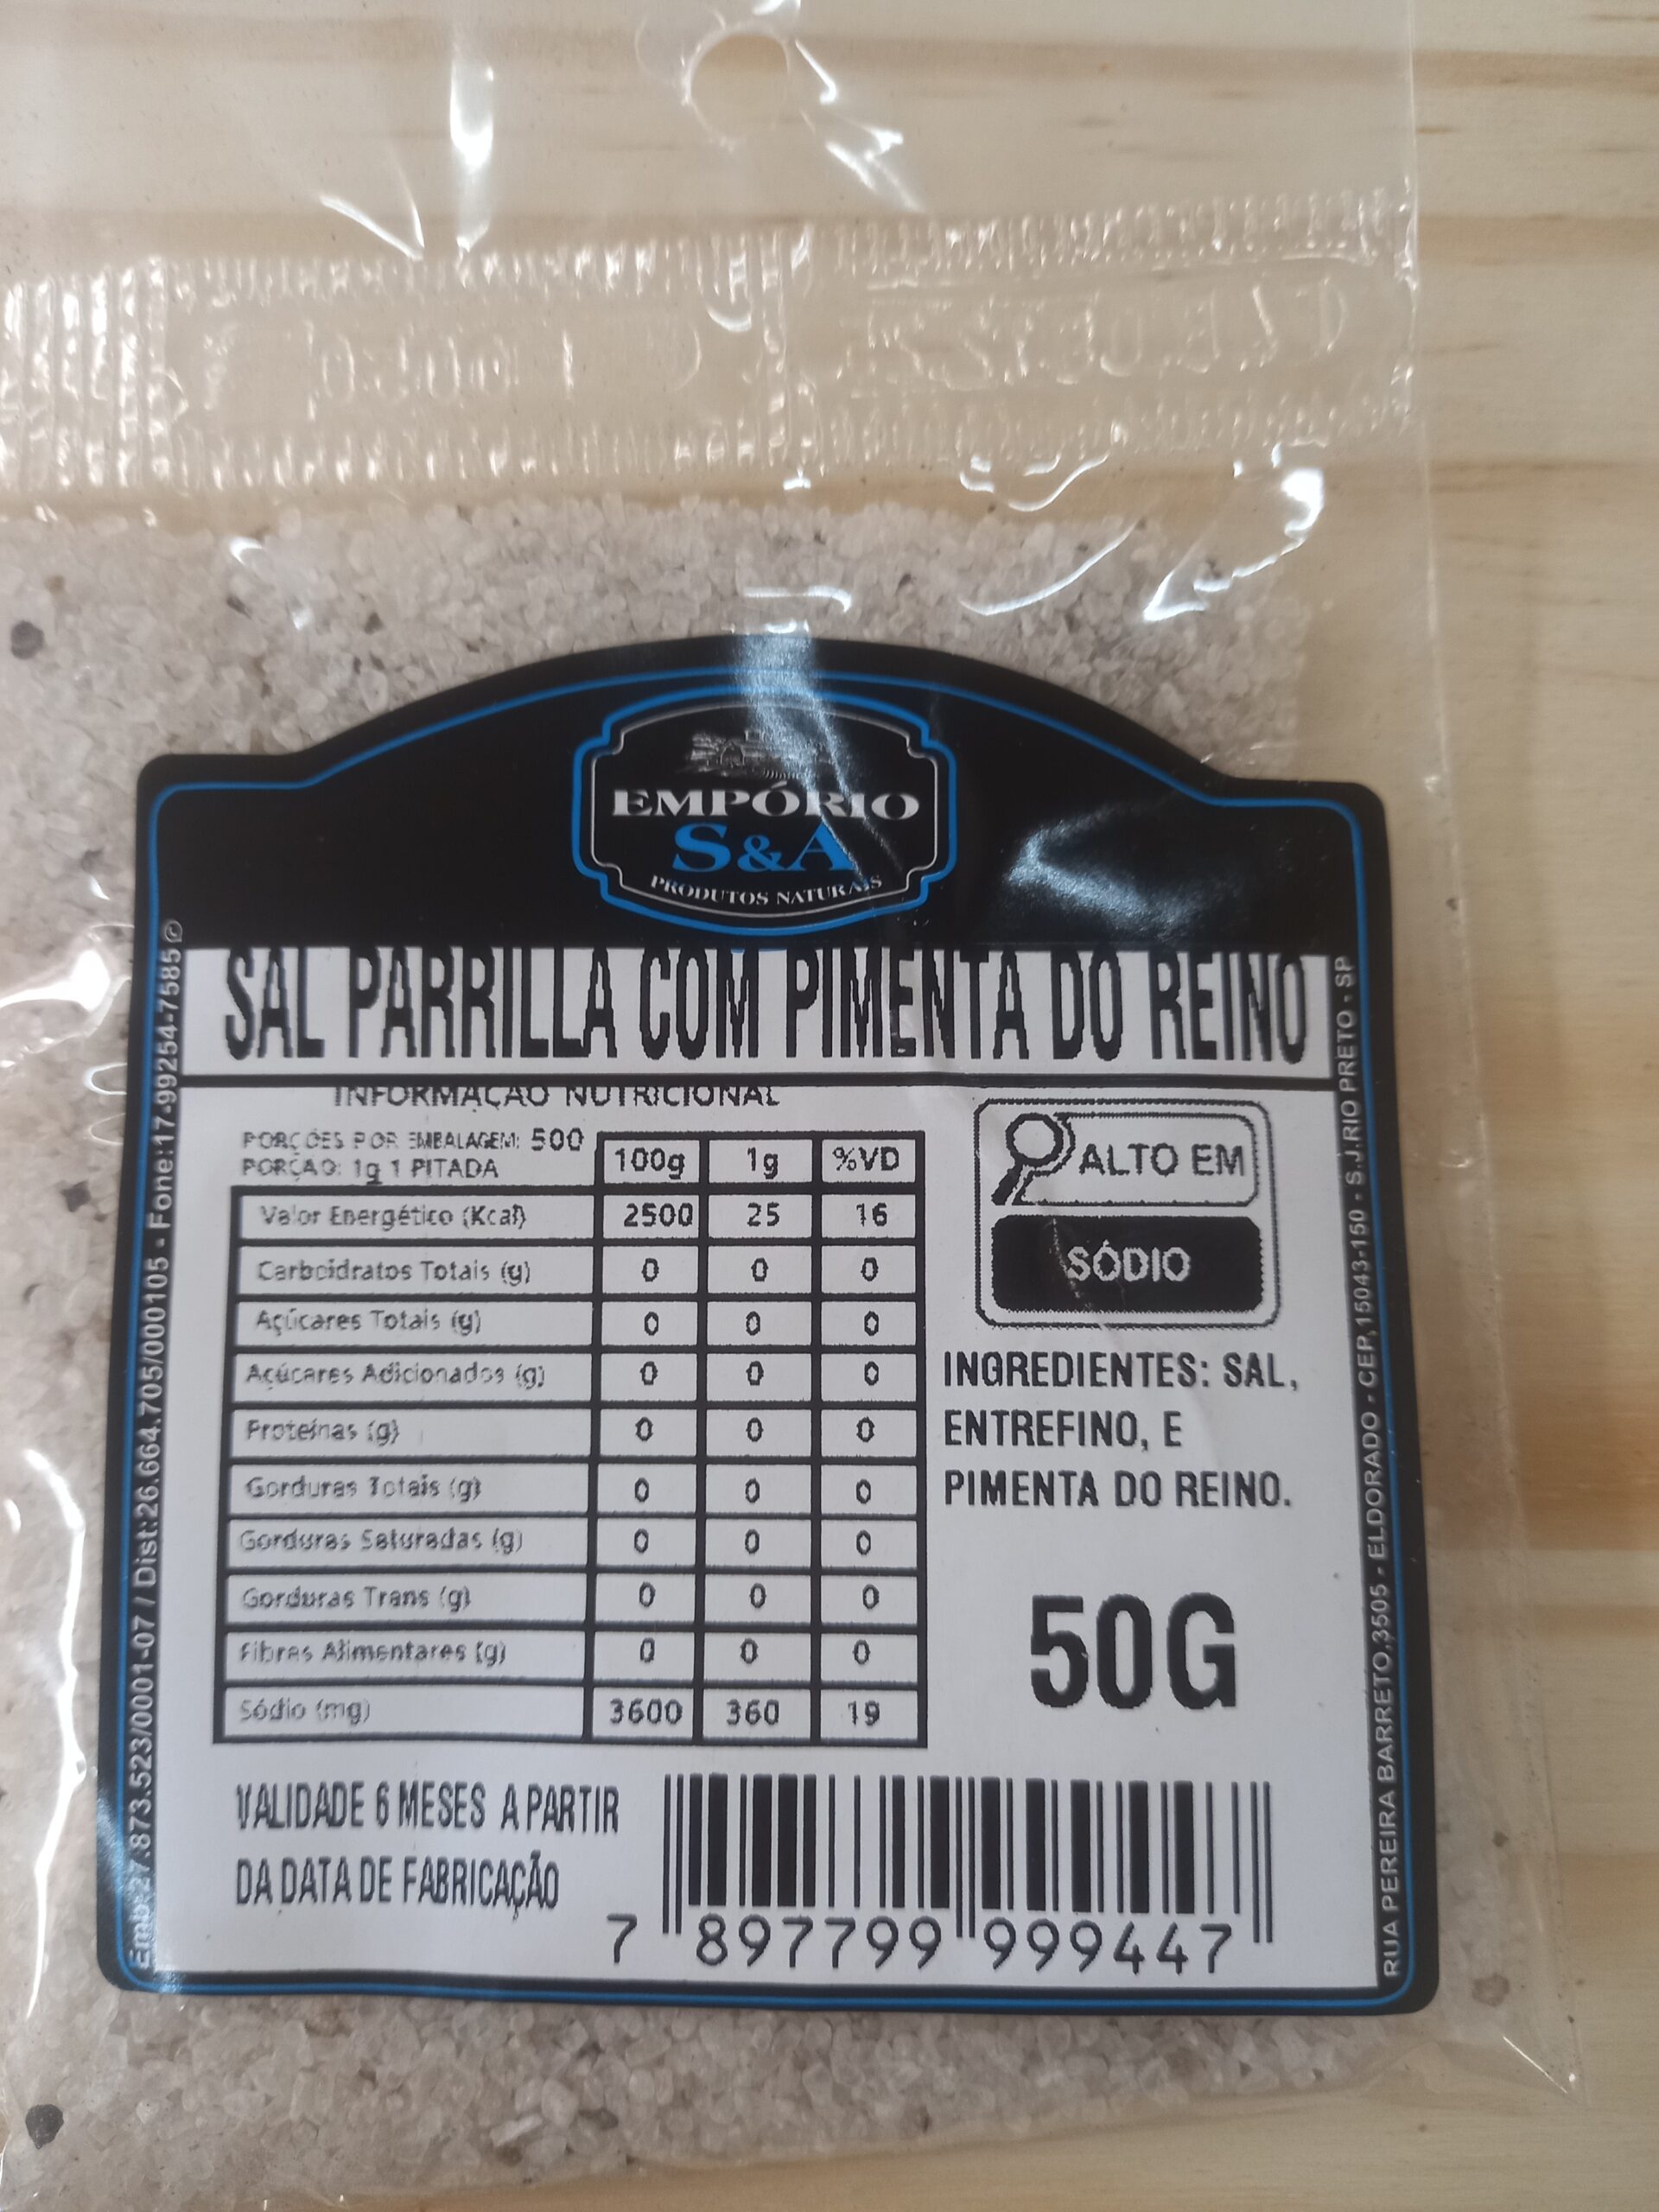 EMPÓRIO
S&A
PRODUTOS NATURAIS
SAL PARRILLA COM PIMENTA DO REINO
INFORMAÇÃO NUTRICIONAL
PORÇÕES POR EMBALAGEM: 500
PORÇÃO: 1g 1 PITADA
100g 1g %VD
Valor Energético (Kcal) 2500 25 16
Carboidratos Totais (g) 0 0 0
Açúcares Totais (g) 0 0 0
Açúcares Adicionados (g) 0 0 0
Proteínas (g) 0 0 0
Gorduras Totais (g) 0 0 0
Gorduras Saturadas (g) 0 0 0
Gorduras Trans (g) 0 0 0
Fibras Alimentares (g) 0 0 0
Sódio (mg) 3600 360 19
ALTO EM
SÓDIO
INGREDIENTES: SAL,
ENTREFINO, E
PIMENTA DO REINO.
50G
VALIDADE 6 MESES A PARTIR
DA DATA DE FABRICAÇÃO
7 897799 999447
Emb:27.873.523/0001-07 / Dist:26.664.705/000105 - Fone:17-99254-7585
RUA PEREIRA BARRETO,3505 - ELDORADO - CEP,15043-150 - S.J.RIO PRETO - SP